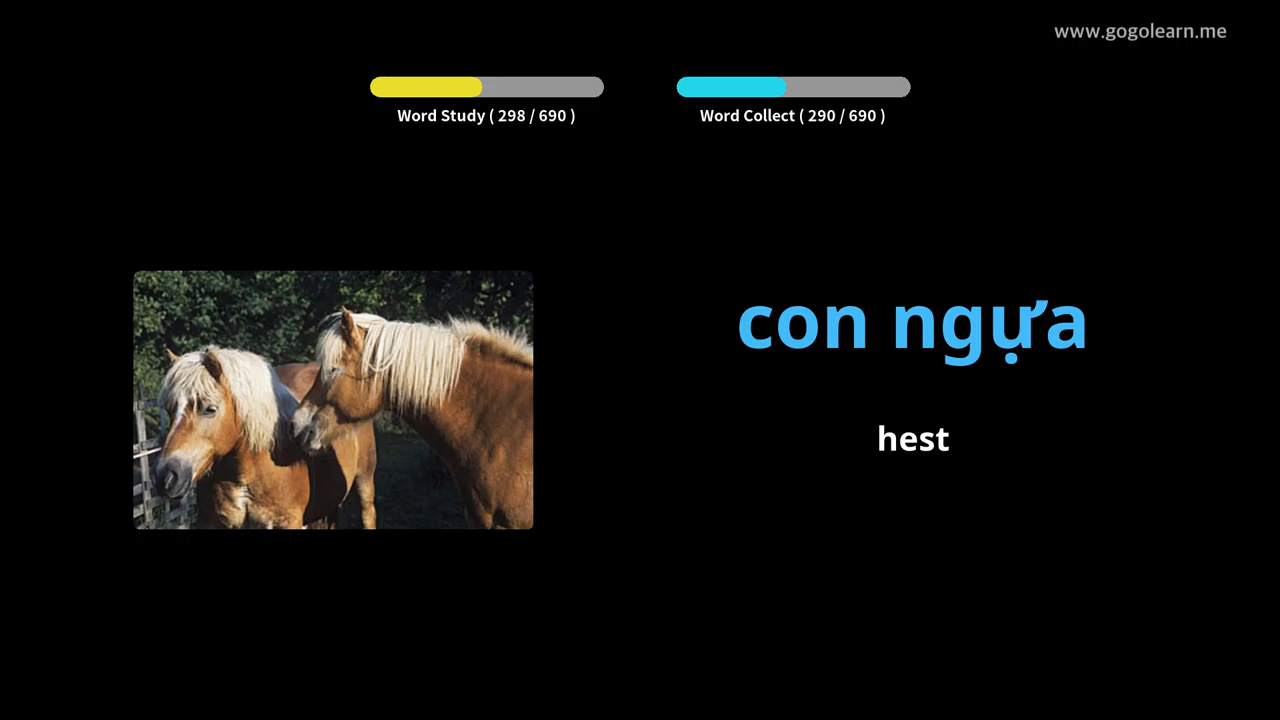 www.gogolearn.me
Word Study ( 298 / 690 )
Word Collect ( 290 / 690 )
con ngựa
hest